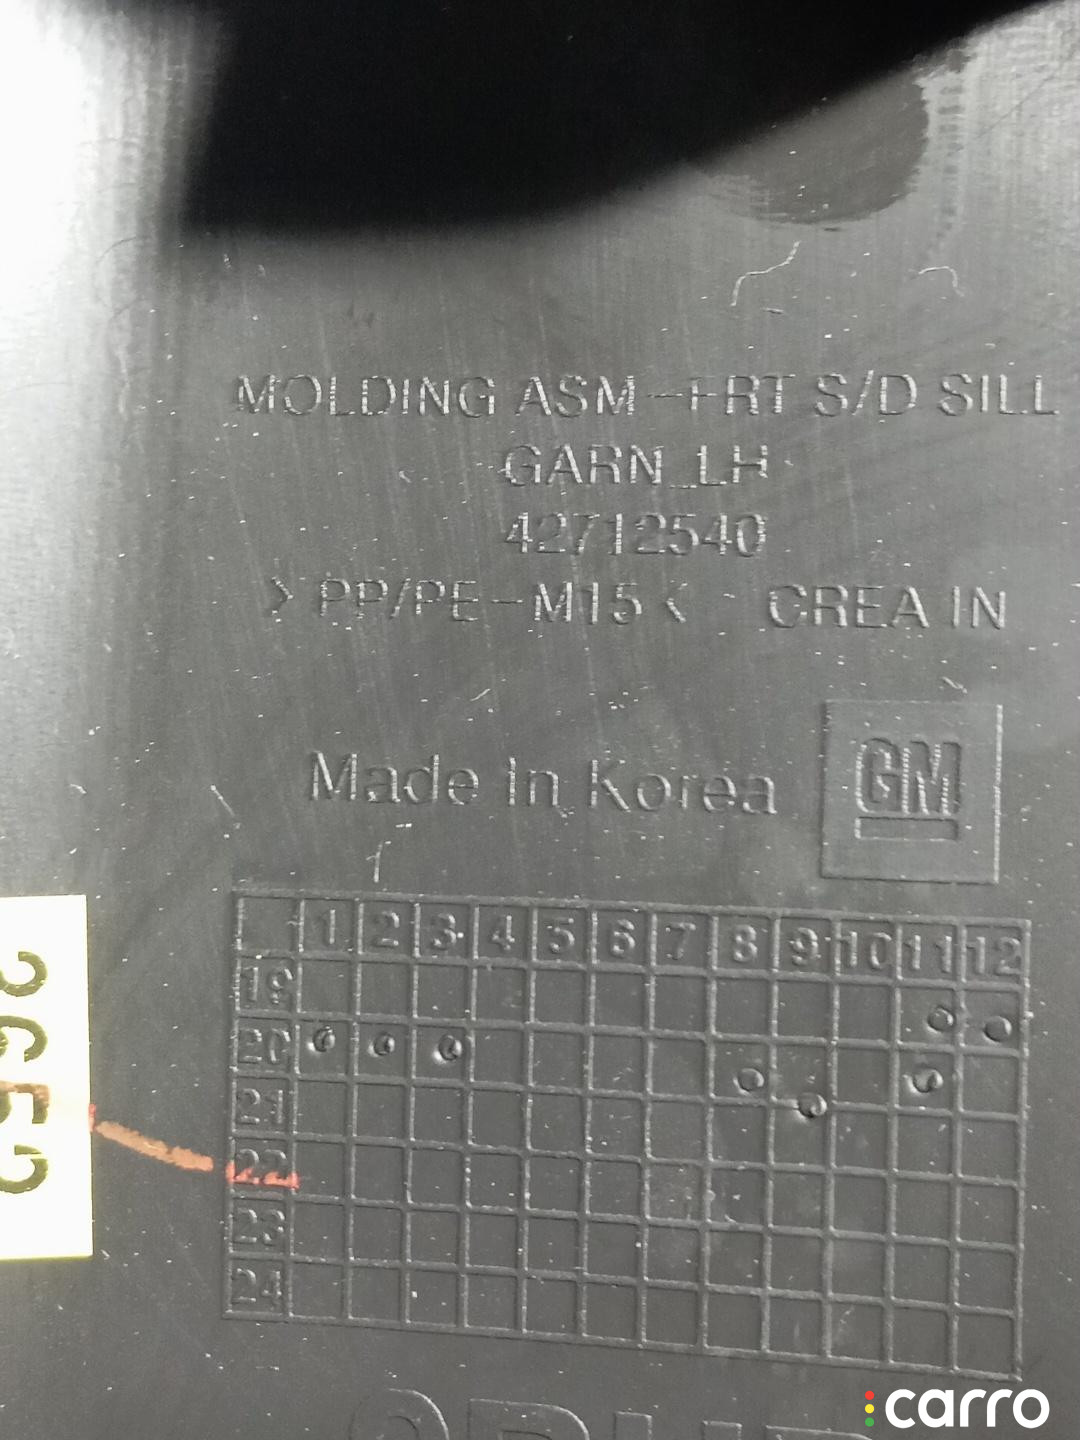 MOLDING ASM-FRT S/D SILL
GARN_LH
42712540
>PP/PE-M15< CREA IN
Made in Korea
GM
1 2 3 4 5 6 7 8 9 10 11 12
19
20
21
22
23
24
2652
carro